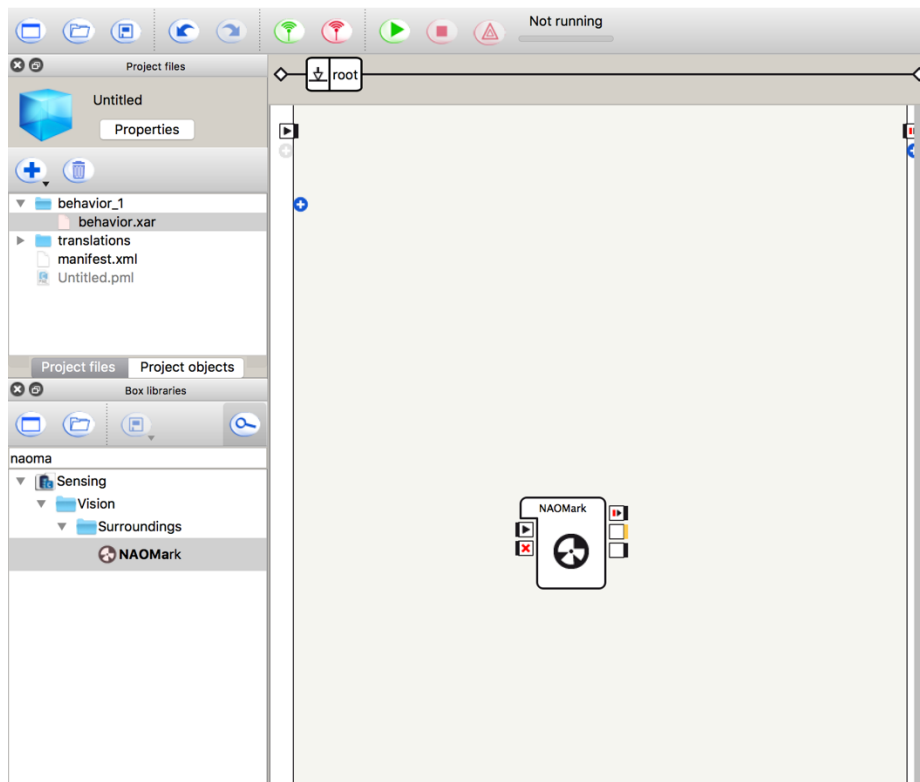 Not running
Project files
root
Untitled
Properties
behavior_1
behavior.xar
translations
manifest.xml
Untitled.pml
Project files Project objects
Box libraries
naoma
Sensing
Vision
Surroundings
NAOMark
NAOMark